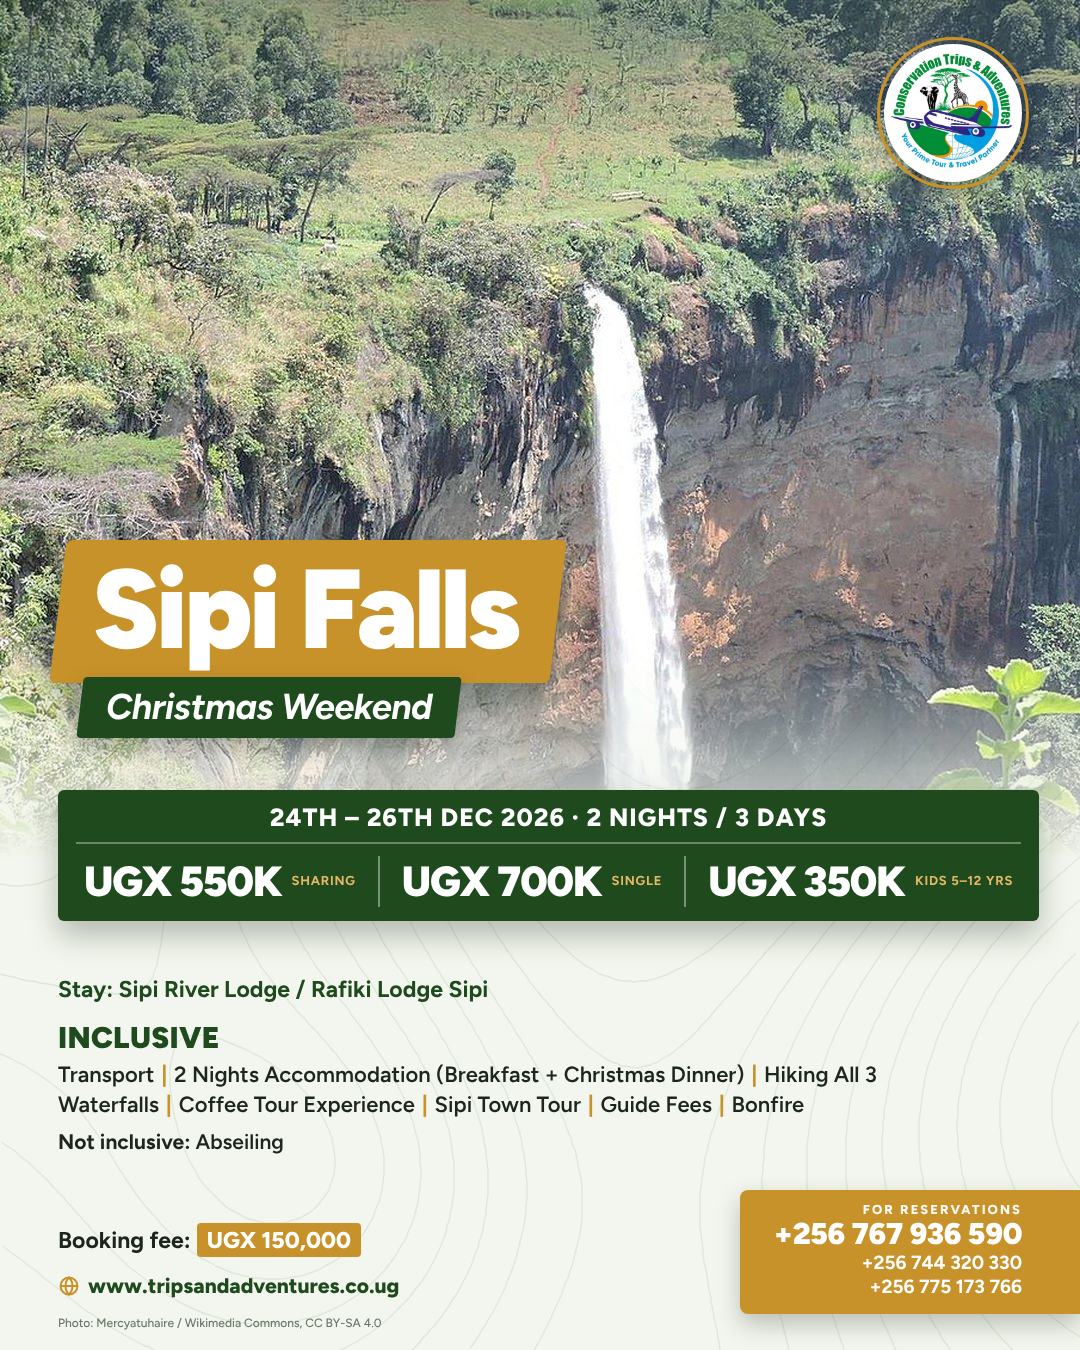 Conservation Trips & Adventures
Your Prime Tour & Travel Partner
Sipi Falls
Christmas Weekend
24TH – 26TH DEC 2026 · 2 NIGHTS / 3 DAYS
UGX 550K SHARING
UGX 700K SINGLE
UGX 350K KIDS 5–12 YRS
Stay: Sipi River Lodge / Rafiki Lodge Sipi
INCLUSIVE
Transport | 2 Nights Accommodation (Breakfast + Christmas Dinner) | Hiking All 3
Waterfalls | Coffee Tour Experience | Sipi Town Tour | Guide Fees | Bonfire
Not inclusive: Abseiling
Booking fee: UGX 150,000
www.tripsandadventures.co.ug
Photo: Mercyatuhaire / Wikimedia Commons, CC BY-SA 4.0
FOR RESERVATIONS
+256 767 936 590
+256 744 320 330
+256 775 173 766